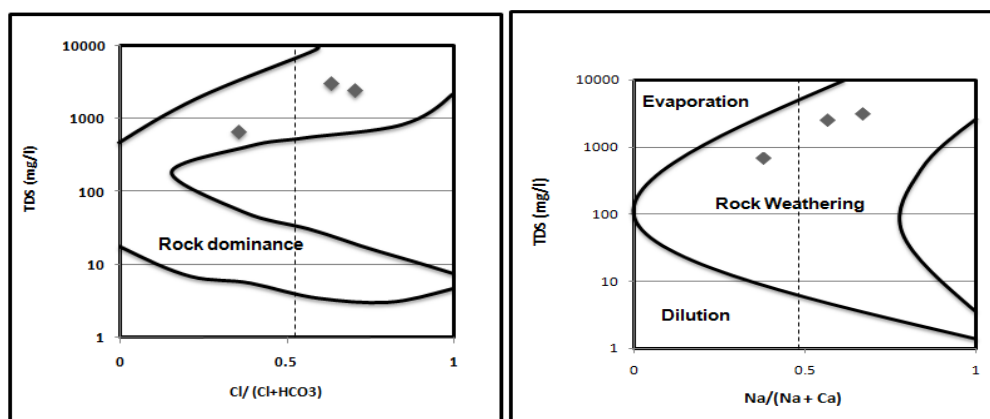 10000
1000
100
10
1
TDS (mg/l)
Rock dominance
0
0.5
1
Cl/ (Cl+HCO3)
10000
1000
100
10
1
TDS (mg/l)
Evaporation
Rock Weathering
Dilution
0
0.5
1
Na/(Na + Ca)